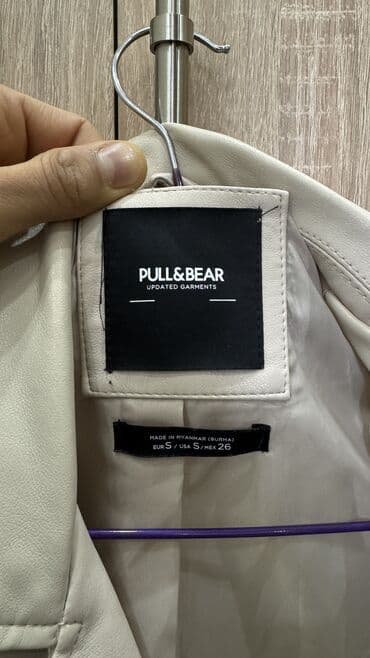 PULL&BEAR
UPDATED GARMENTS
MADE IN MYANMAR (BURMA)
EUR S / USA S / MEX 26